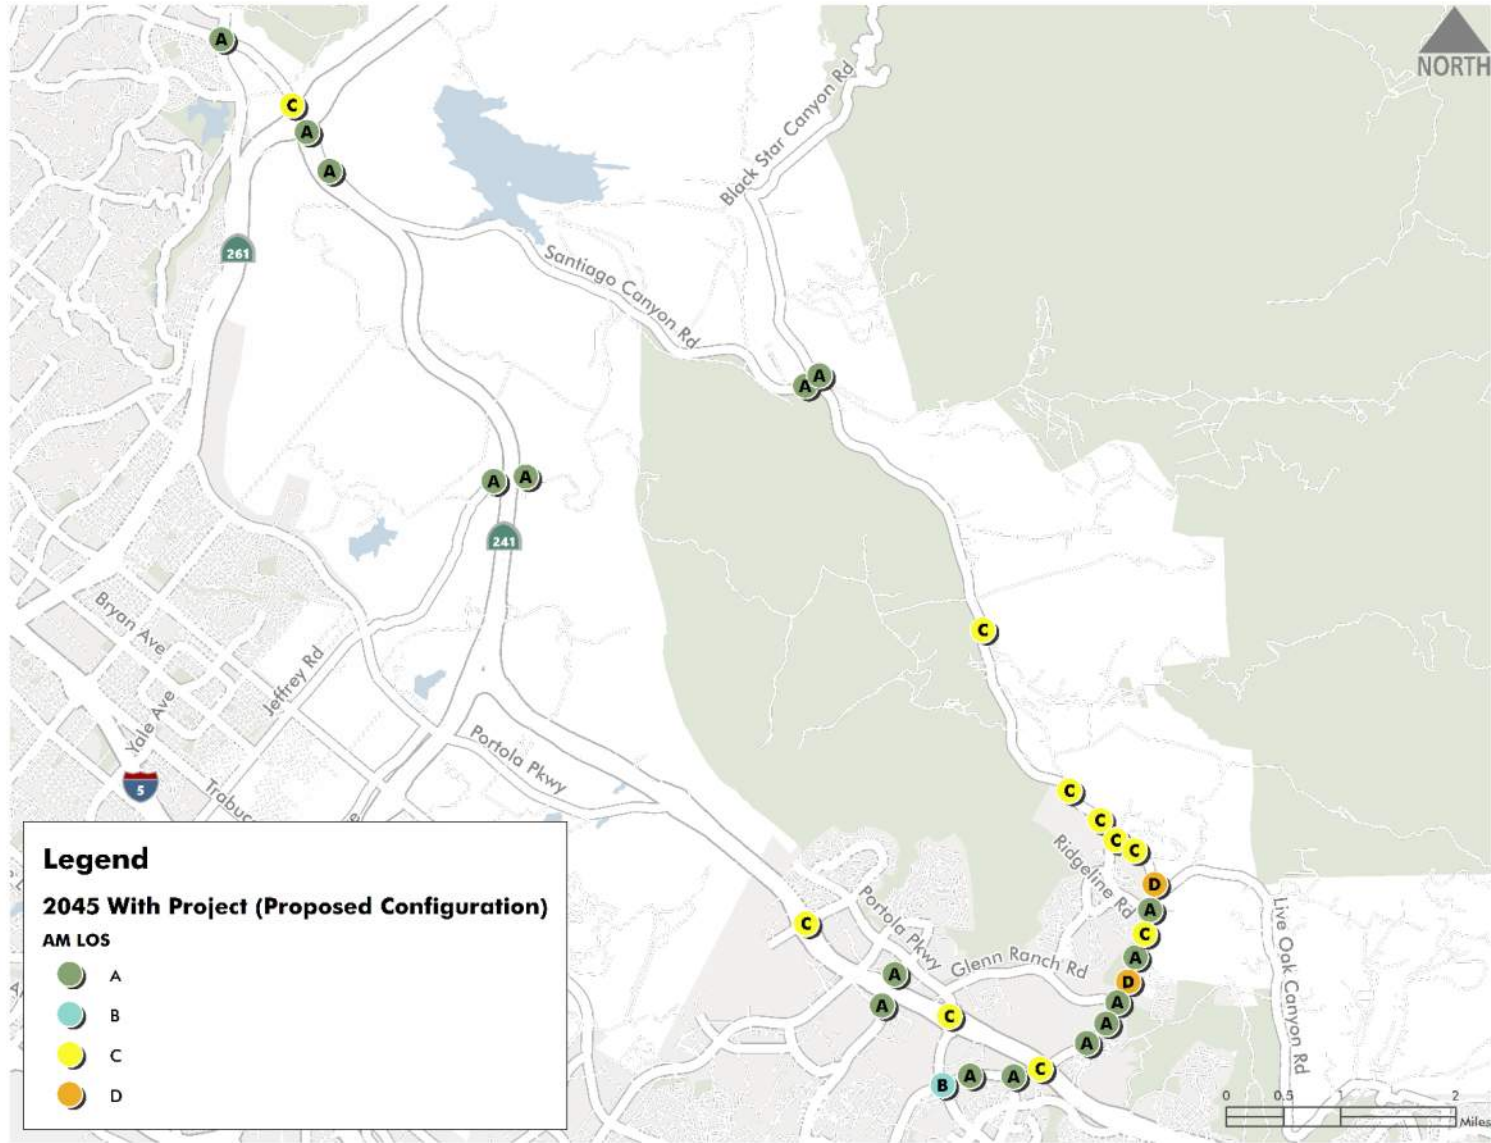 A
C
A
A
NORTH
Black Star Canyon Rd
261
Santiago Canyon Rd
A
A
A
A
241
Bryan Ave
Jeffrey Rd
Yale Ave
C
Portola Pkwy
5
C
C
C
C
Ridgeline Rd
D
A
C
A
D
A
A
A
Live Oak Canyon Rd
C
Portola Pkwy
Glenn Ranch Rd
A
A
C
C
A
A
B
Legend
2045 With Project (Proposed Configuration)
AM LOS
A
B
C
D
0 0.5 1 2
Miles